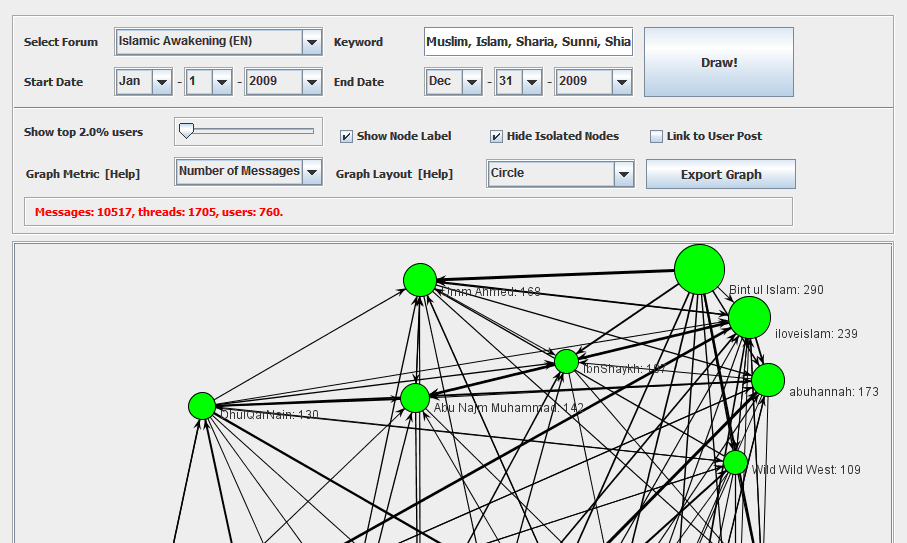 Select Forum Islamic Awakening (EN) Keyword Muslim, Islam, Sharia, Sunni, Shia Draw!
Start Date Jan - 1 - 2009 End Date Dec - 31 - 2009
Show top 2.0% users Show Node Label Hide Isolated Nodes Link to User Post
Graph Metric [Help] Number of Messages Graph Layout [Help] Circle Export Graph
Messages: 10517, threads: 1705, users: 760.
Umm Ahmed: 168
Bint ul Islam: 290
iloveislam: 239
IbnShaykh:
abuhannah: 173
DhulQarNain: 130
Abu Najm Muhammad: 142
Wild Wild West: 109